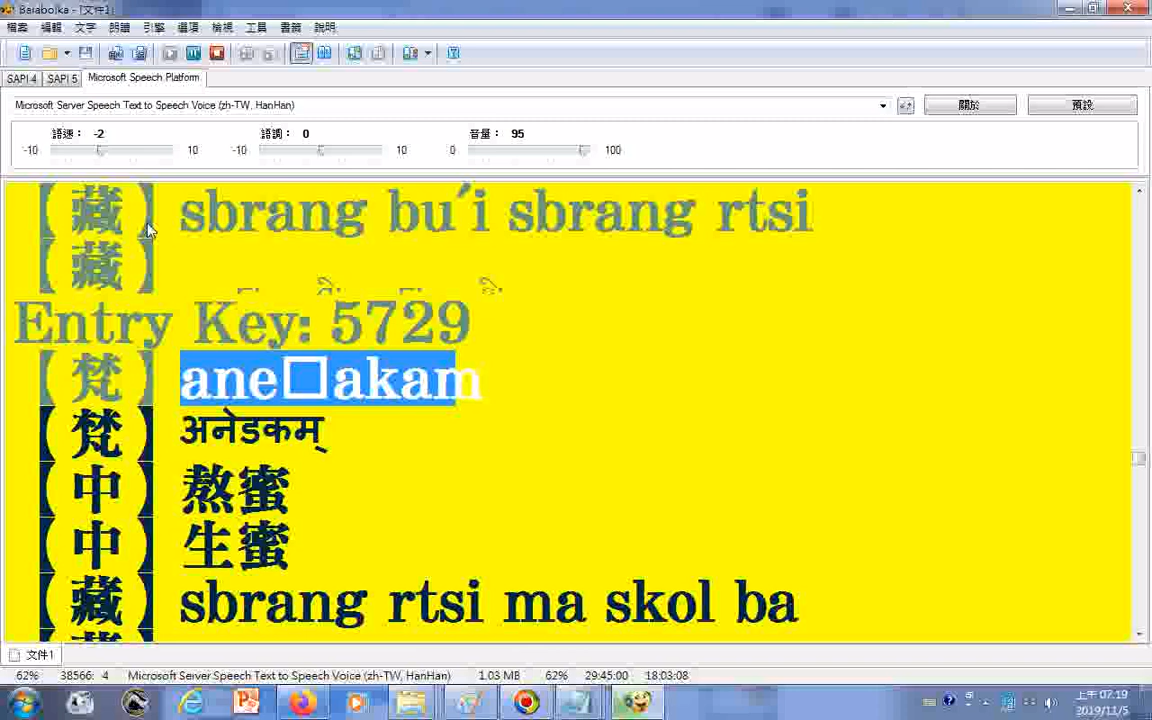 Balabolka - [文件1]
檔案 編輯 文字 朗讀 引擎 選項 檢視 工具 書籤 說明
SAPI 4 SAPI 5 Microsoft Speech Platform
Microsoft Server Speech Text to Speech Voice (zh-TW, HanHan) 關於 預設
語速： -2 語調： 0 音量： 95
-10 10 -10 10 0 100
【藏】 sbrang bu'i sbrang rtsi
【藏】
Entry Key: 5729
【梵】 ane□akam
【梵】 अनेडकम्
【中】 熬蜜
【中】 生蜜
【藏】 sbrang rtsi ma skol ba
文件1
62% 38566: 4 Microsoft Server Speech Text to Speech Voice (zh-TW, HanHan) 1.03 MB 62% 29:45:00 18:03:08
上午 07:19
2019/11/5